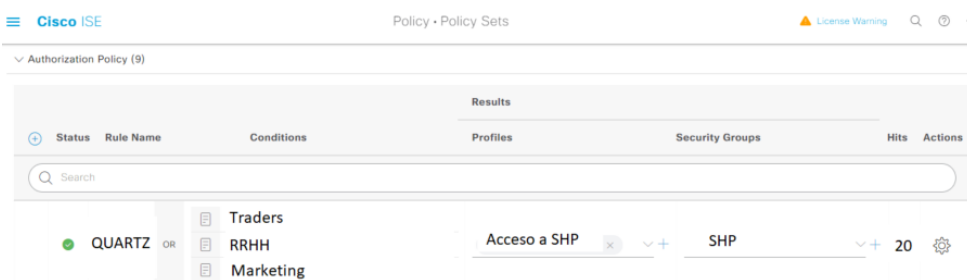 Cisco ISE
Policy · Policy Sets
License Warning
Authorization Policy (9)
Results
Status Rule Name Conditions Profiles Security Groups Hits Actions
Search
Traders
QUARTZ OR RRHH Acceso a SHP × SHP 20
Marketing